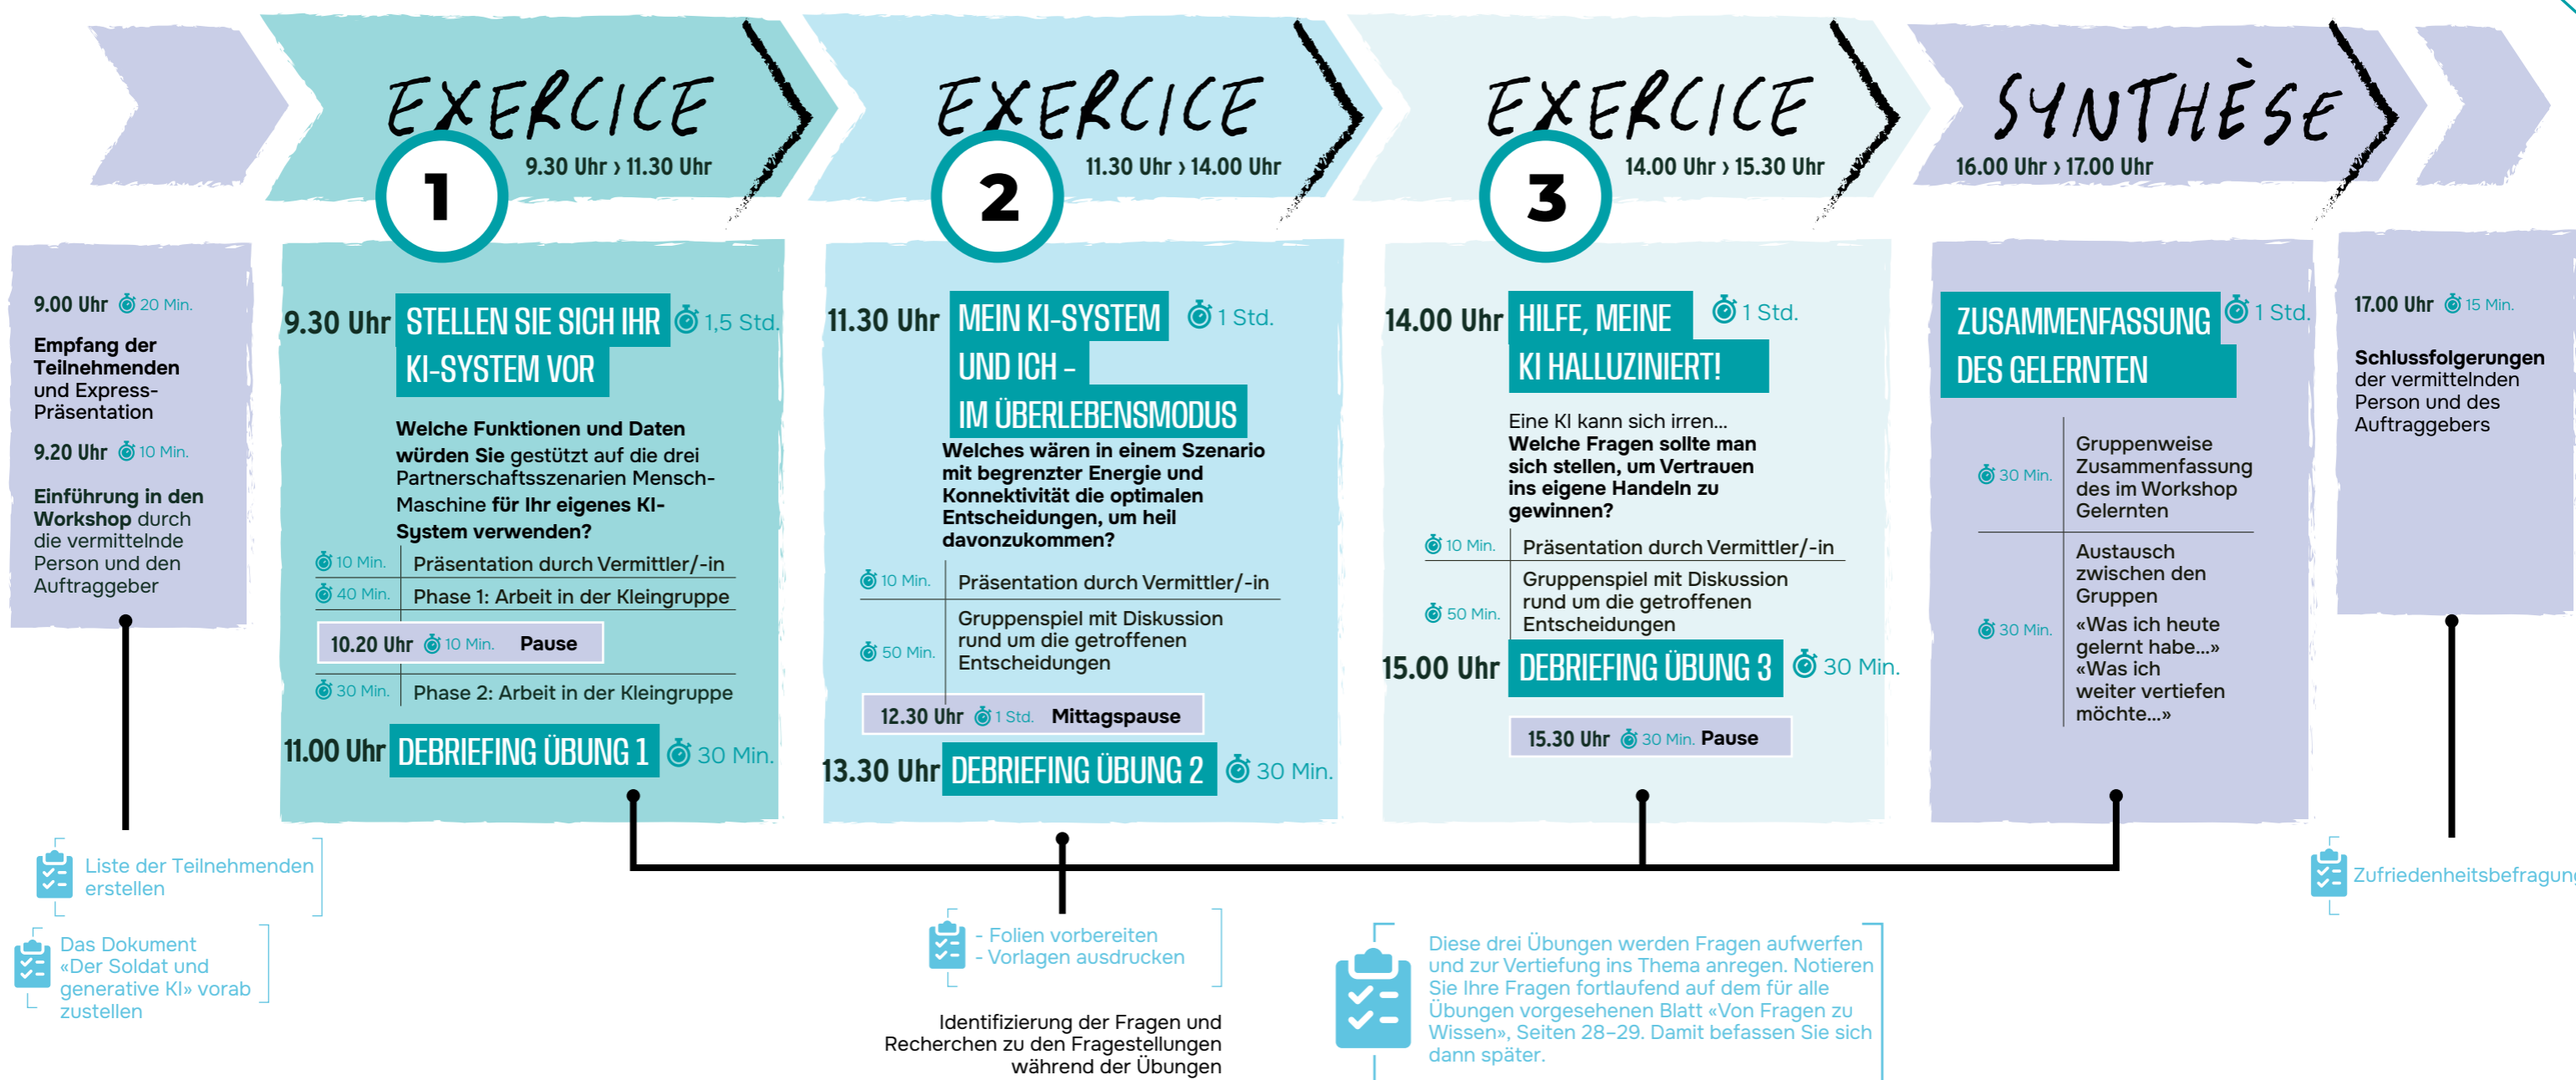 EXERCICE
1
9.30 Uhr › 11.30 Uhr
EXERCICE
2
11.30 Uhr › 14.00 Uhr
EXERCICE
3
14.00 Uhr › 15.30 Uhr
SYNTHÈSE
16.00 Uhr › 17.00 Uhr
9.00 Uhr 20 Min.
Empfang der
Teilnehmenden
und Express-
Präsentation
9.20 Uhr 10 Min.
Einführung in den
Workshop durch
die vermittelnde
Person und den
Auftraggeber
9.30 Uhr STELLEN SIE SICH IHR 1,5 Std.
KI-SYSTEM VOR
Welche Funktionen und Daten
würden Sie gestützt auf die drei
Partnerschaftsszenarien Mensch-
Maschine für Ihr eigenes KI-
System verwenden?
10 Min. Präsentation durch Vermittler/-in
40 Min. Phase 1: Arbeit in der Kleingruppe
10.20 Uhr 10 Min. Pause
30 Min. Phase 2: Arbeit in der Kleingruppe
11.00 Uhr DEBRIEFING ÜBUNG 1 30 Min.
11.30 Uhr MEIN KI-SYSTEM 1 Std.
UND ICH –
IM ÜBERLEBENSMODUS
Welches wären in einem Szenario
mit begrenzter Energie und
Konnektivität die optimalen
Entscheidungen, um heil
davonzukommen?
10 Min. Präsentation durch Vermittler/-in
Gruppenspiel mit Diskussion
rund um die getroffenen
50 Min. Entscheidungen
12.30 Uhr 1 Std. Mittagspause
13.30 Uhr DEBRIEFING ÜBUNG 2 30 Min.
14.00 Uhr HILFE, MEINE 1 Std.
KI HALLUZINIERT!
Eine KI kann sich irren...
Welche Fragen sollte man
sich stellen, um Vertrauen
ins eigene Handeln zu
gewinnen?
10 Min. Präsentation durch Vermittler/-in
Gruppenspiel mit Diskussion
rund um die getroffenen
50 Min. Entscheidungen
15.00 Uhr DEBRIEFING ÜBUNG 3 30 Min.
15.30 Uhr 30 Min. Pause
ZUSAMMENFASSUNG 1 Std.
DES GELERNTEN
Gruppenweise
Zusammenfassung
30 Min. des im Workshop
Gelernten
Austausch
zwischen den
Gruppen
30 Min. «Was ich heute
gelernt habe...»
«Was ich
weiter vertiefen
möchte...»
17.00 Uhr 15 Min.
Schlussfolgerungen
der vermittelnden
Person und des
Auftraggebers
Liste der Teilnehmenden
erstellen
Das Dokument
«Der Soldat und
generative KI» vorab
zustellen
- Folien vorbereiten
- Vorlagen ausdrucken
Identifizierung der Fragen und
Recherchen zu den Fragestellungen
während der Übungen
Diese drei Übungen werden Fragen aufwerfen
und zur Vertiefung ins Thema anregen. Notieren
Sie Ihre Fragen fortlaufend auf dem für alle
Übungen vorgesehenen Blatt «Von Fragen zu
Wissen», Seiten 28–29. Damit befassen Sie sich
dann später.
Zufriedenheitsbefragung